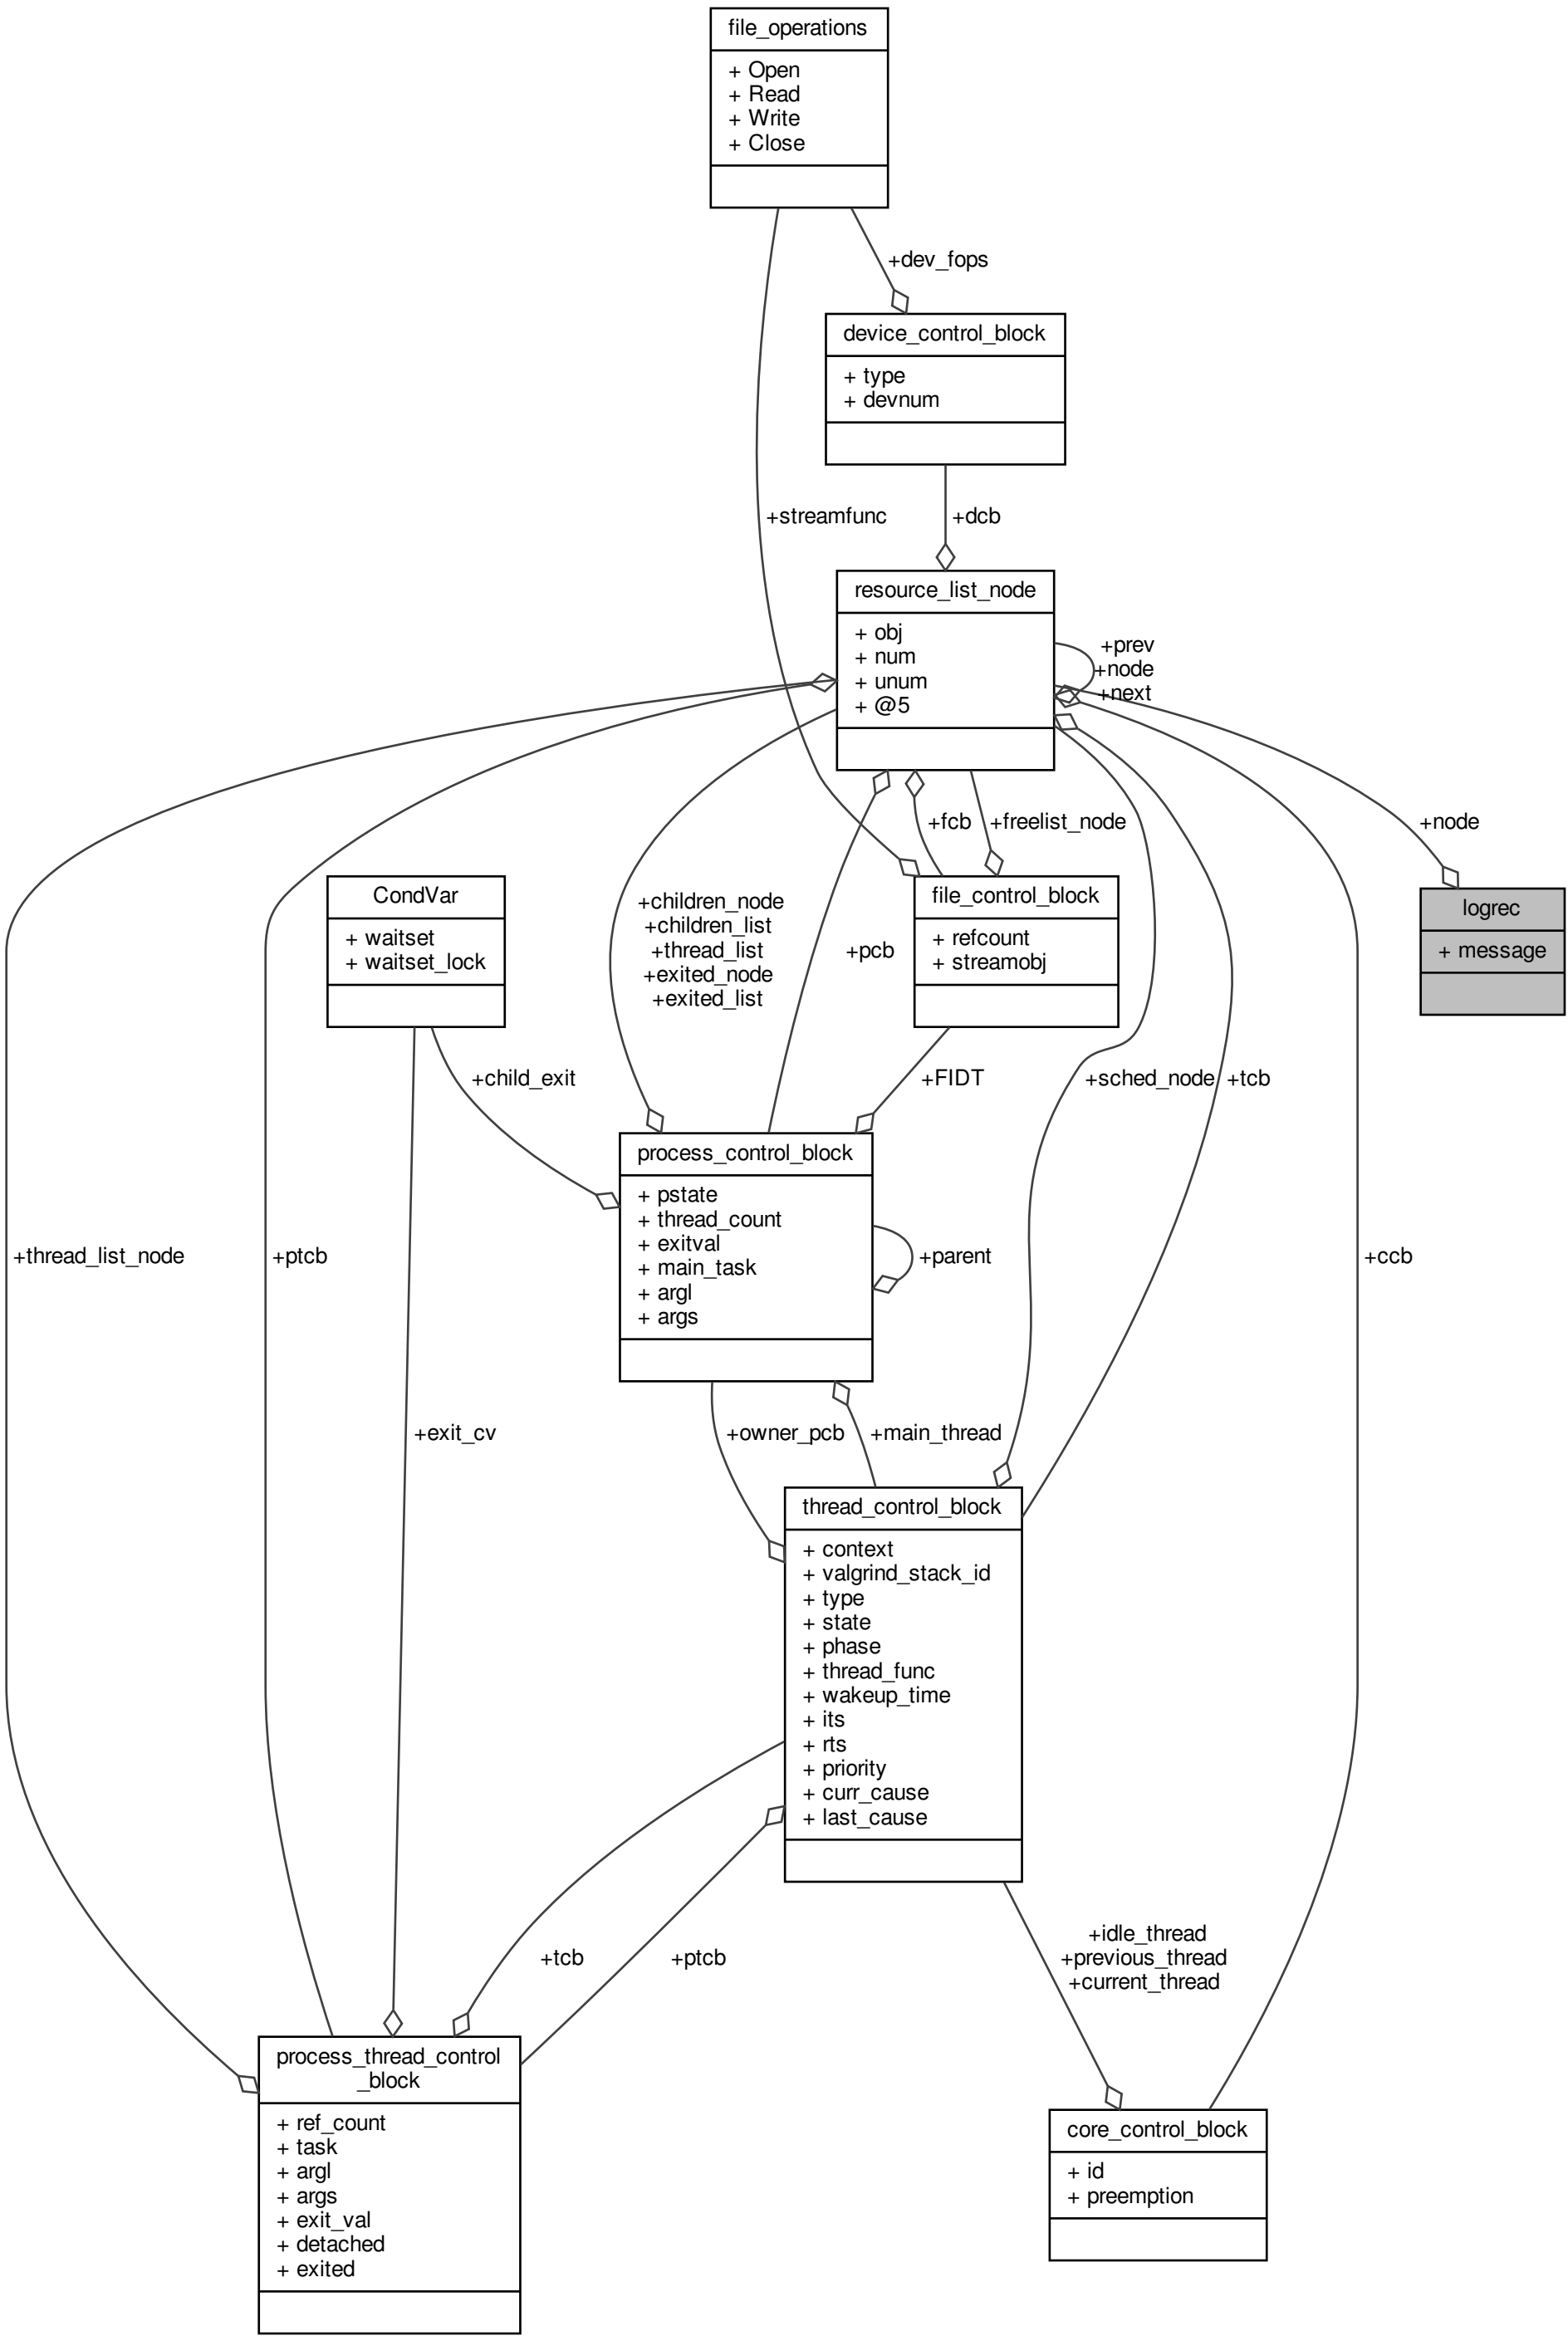 file_operations
+ Open
+ Read
+ Write
+ Close
+dev_fops
device_control_block
+ type
+ devnum
+streamfunc
+dcb
resource_list_node
+ obj
+ num
+ unum
+ @5
+prev
+node
+next
+fcb
+freelist_node
+node
CondVar
+ waitset
+ waitset_lock
+children_node
+children_list
+thread_list
+exited_node
+exited_list
+pcb
file_control_block
+ refcount
+ streamobj
logrec
+ message
+child_exit
+FIDT
+sched_node
+tcb
process_control_block
+ pstate
+ thread_count
+ exitval
+ main_task
+ argl
+ args
+thread_list_node
+ptcb
+parent
+ccb
+exit_cv
+owner_pcb
+main_thread
thread_control_block
+ context
+ valgrind_stack_id
+ type
+ state
+ phase
+ thread_func
+ wakeup_time
+ its
+ rts
+ priority
+ curr_cause
+ last_cause
+tcb
+ptcb
+idle_thread
+previous_thread
+current_thread
process_thread_control
_block
+ ref_count
+ task
+ argl
+ args
+ exit_val
+ detached
+ exited
core_control_block
+ id
+ preemption